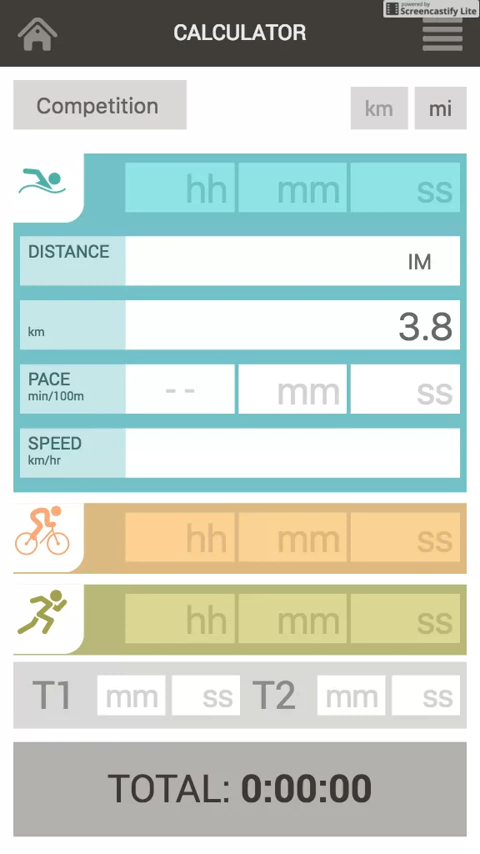 powered by
Screencastify Lite
CALCULATOR
Competition
km
mi
hh mm ss
DISTANCE
IM
km
3.8
PACE
min/100m
-- mm ss
SPEED
km/hr
hh mm ss
hh mm ss
T1 mm ss T2 mm ss
TOTAL: 0:00:00